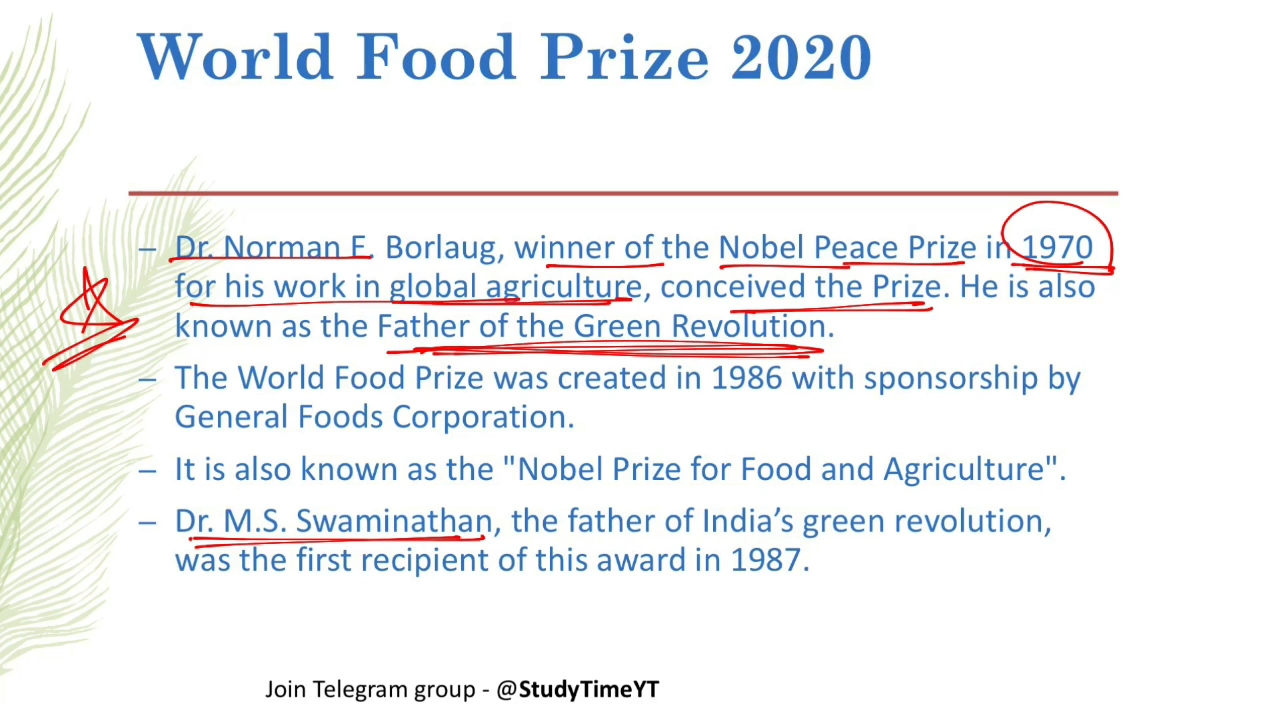 World Food Prize 2020
– Dr. Norman E. Borlaug, winner of the Nobel Peace Prize in 1970
for his work in global agriculture, conceived the Prize. He is also
known as the Father of the Green Revolution.
– The World Food Prize was created in 1986 with sponsorship by
General Foods Corporation.
– It is also known as the "Nobel Prize for Food and Agriculture".
– Dr. M.S. Swaminathan, the father of India’s green revolution,
was the first recipient of this award in 1987.
Join Telegram group - @StudyTimeYT